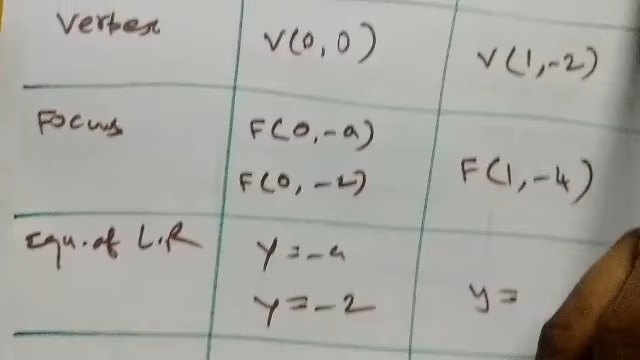 Vertex V(0,0) V(1,-2)
Focus F(0,-a) F(1,-4)
F(0,-2)
Equ. of L.R y=-a y=
y=-2